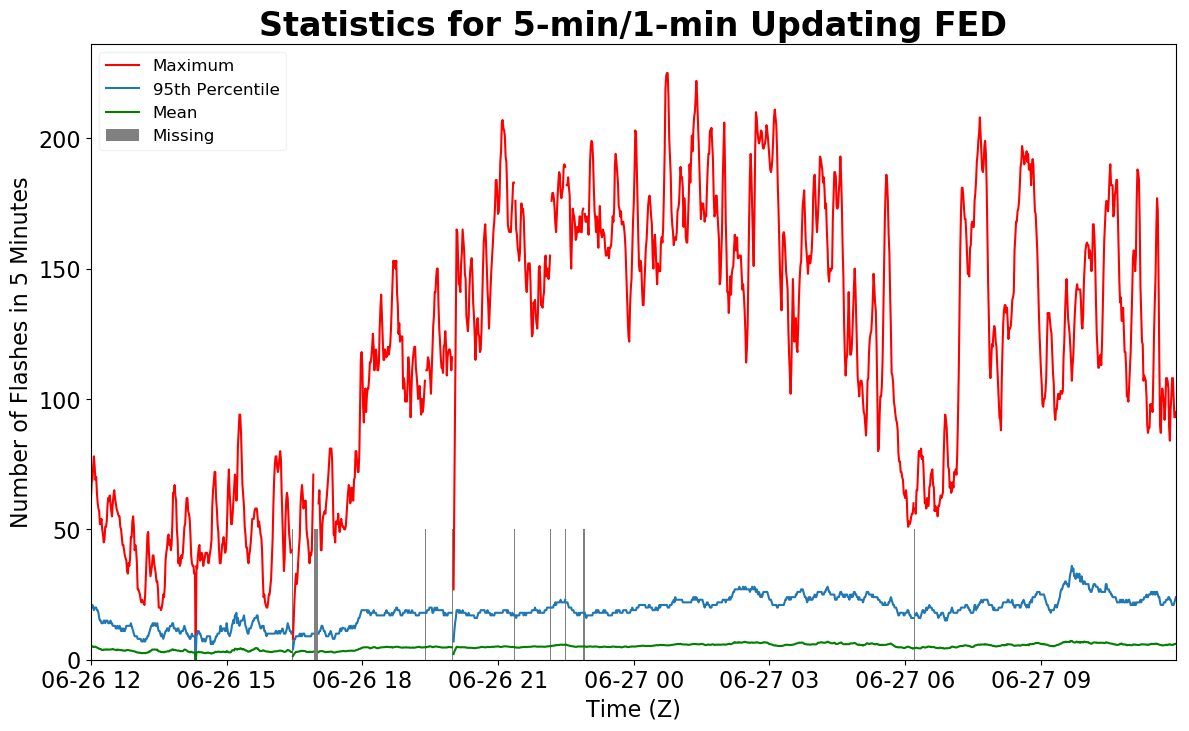 Statistics for 5-min/1-min Updating FED
Maximum
95th Percentile
Mean
Missing
Number of Flashes in 5 Minutes
200
150
100
50
0
06-26 12 06-26 15 06-26 18 06-26 21 06-27 00 06-27 03 06-27 06 06-27 09
Time (Z)